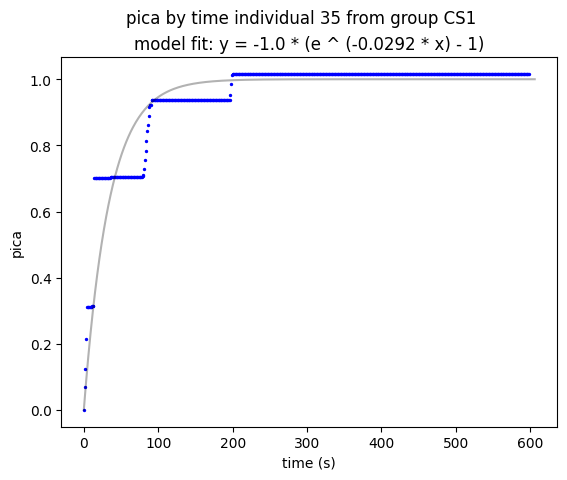 pica by time individual 35 from group CS1
model fit: y = -1.0 * (e ^ (-0.0292 * x) - 1)
1.0
0.8
0.6
0.4
0.2
0.0
pica
0 100 200 300 400 500 600
time (s)